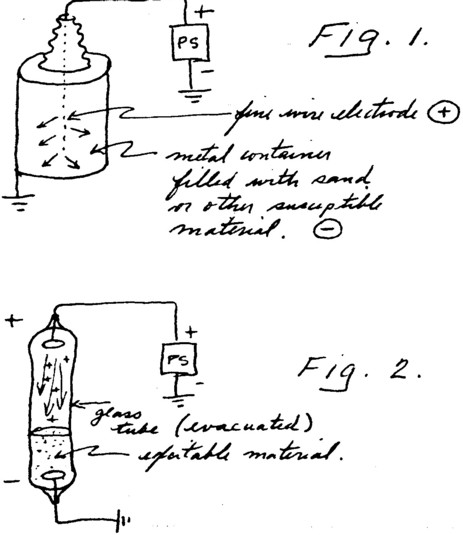 +
PS
Fig. 1.
−
fine wire electrode ⊕
metal container
filled with sand
or other susceptible
material. ⊖
+
+
PS
Fig. 2.
−
glass
tube (evacuated)
−
excitable material.